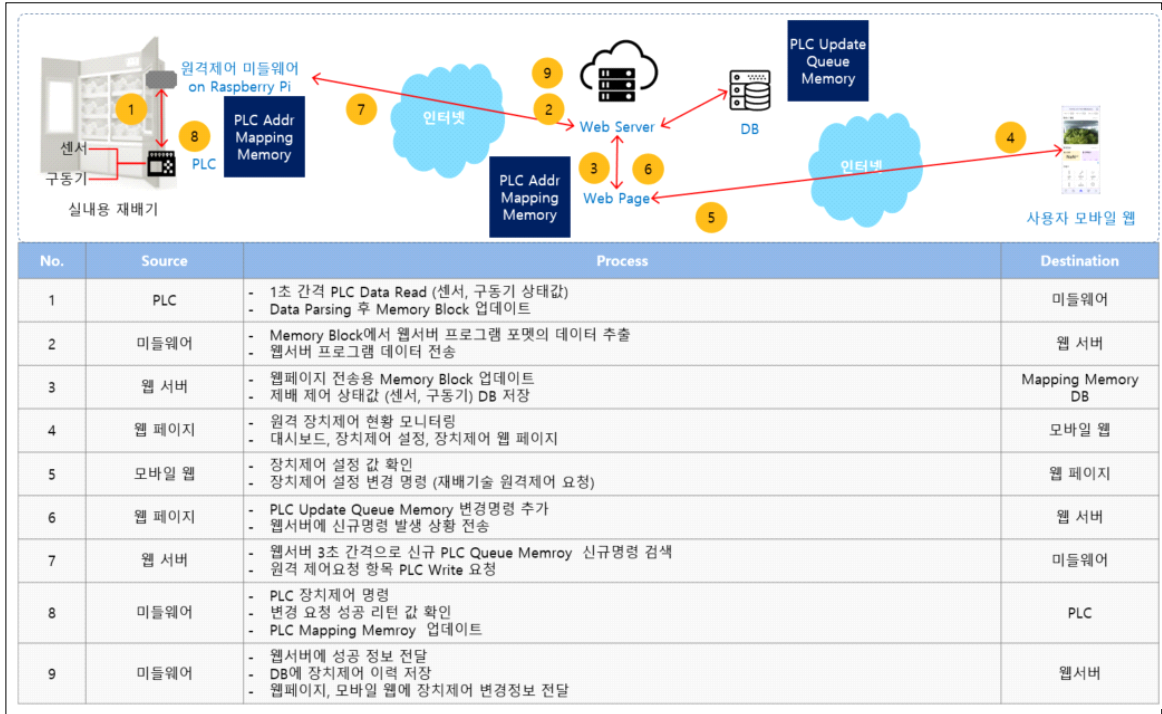 원격제어 미들웨어
on Raspberry Pi
1
8
PLC
PLC Addr
Mapping
Memory
센서
구동기
실내용 재배기
7
인터넷
9
2
Web Server
DB
PLC Update
Queue
Memory
3
6
PLC Addr
Mapping
Memory
Web Page
5
인터넷
4
사용자 모바일 웹
No. Source Process Destination
1 PLC - 1초 간격 PLC Data Read (센서, 구동기 상태값) 미들웨어
- Data Parsing 후 Memory Block 업데이트
2 미들웨어 - Memory Block에서 웹서버 프로그램 포멧의 데이터 추출 웹 서버
- 웹서버 프로그램 데이터 전송
3 웹 서버 - 웹페이지 전송용 Memory Block 업데이트 Mapping Memory
- 제배 제어 상태값 (센서, 구동기) DB 저장 DB
4 웹 페이지 - 원격 장치제어 현황 모니터링 모바일 웹
- 대시보드, 장치제어 설정, 장치제어 웹 페이지
5 모바일 웹 - 장치제어 설정 값 확인 웹 페이지
- 장치제어 설정 변경 명령 (재배기술 원격제어 요청)
6 웹 페이지 - PLC Update Queue Memory 변경명령 추가 웹 서버
- 웹서버에 신규명령 발생 상황 전송
7 웹 서버 - 웹서버 3초 간격으로 신규 PLC Queue Memroy 신규명령 검색 미들웨어
- 원격 제어요청 항목 PLC Write 요청
8 미들웨어 - PLC 장치제어 명령 PLC
- 변경 요청 성공 리턴 값 확인
- PLC Mapping Memroy 업데이트
9 미들웨어 - 웹서버에 성공 정보 전달 웹서버
- DB에 장치제어 이력 저장
- 웹페이지, 모바일 웹에 장치제어 변경정보 전달